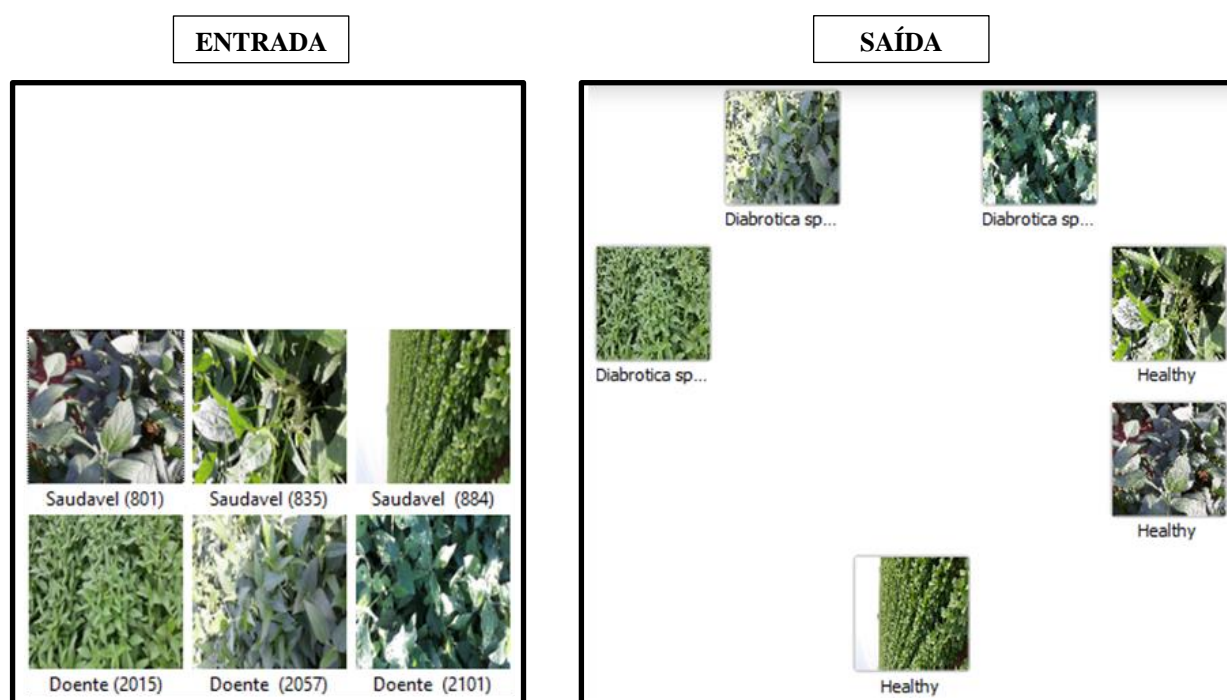 ENTRADA
SAÍDA
Saudavel (801)
Saudavel (835)
Saudavel (884)
Doente (2015)
Doente (2057)
Doente (2101)
Diabrotica sp...
Diabrotica sp...
Diabrotica sp...
Healthy
Healthy
Healthy